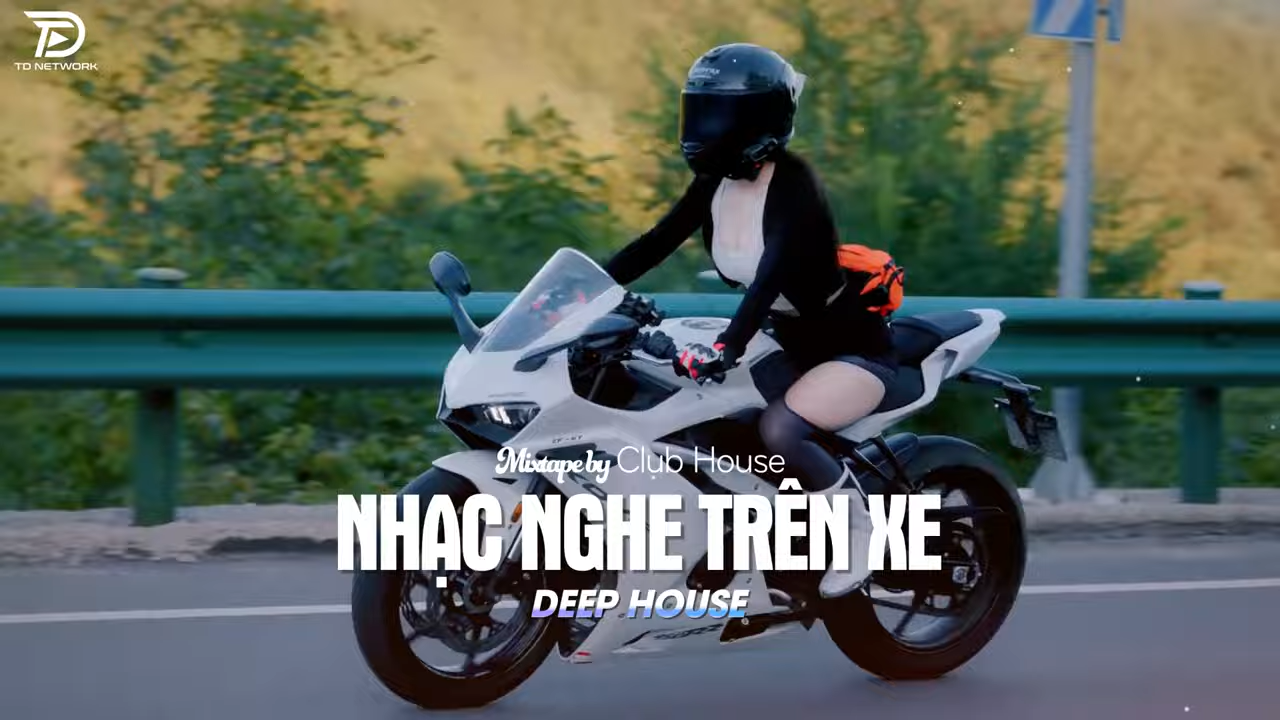 TD NETWORK
Mixtape by Club House
NHẠC NGHE TRÊN XE
DEEP HOUSE